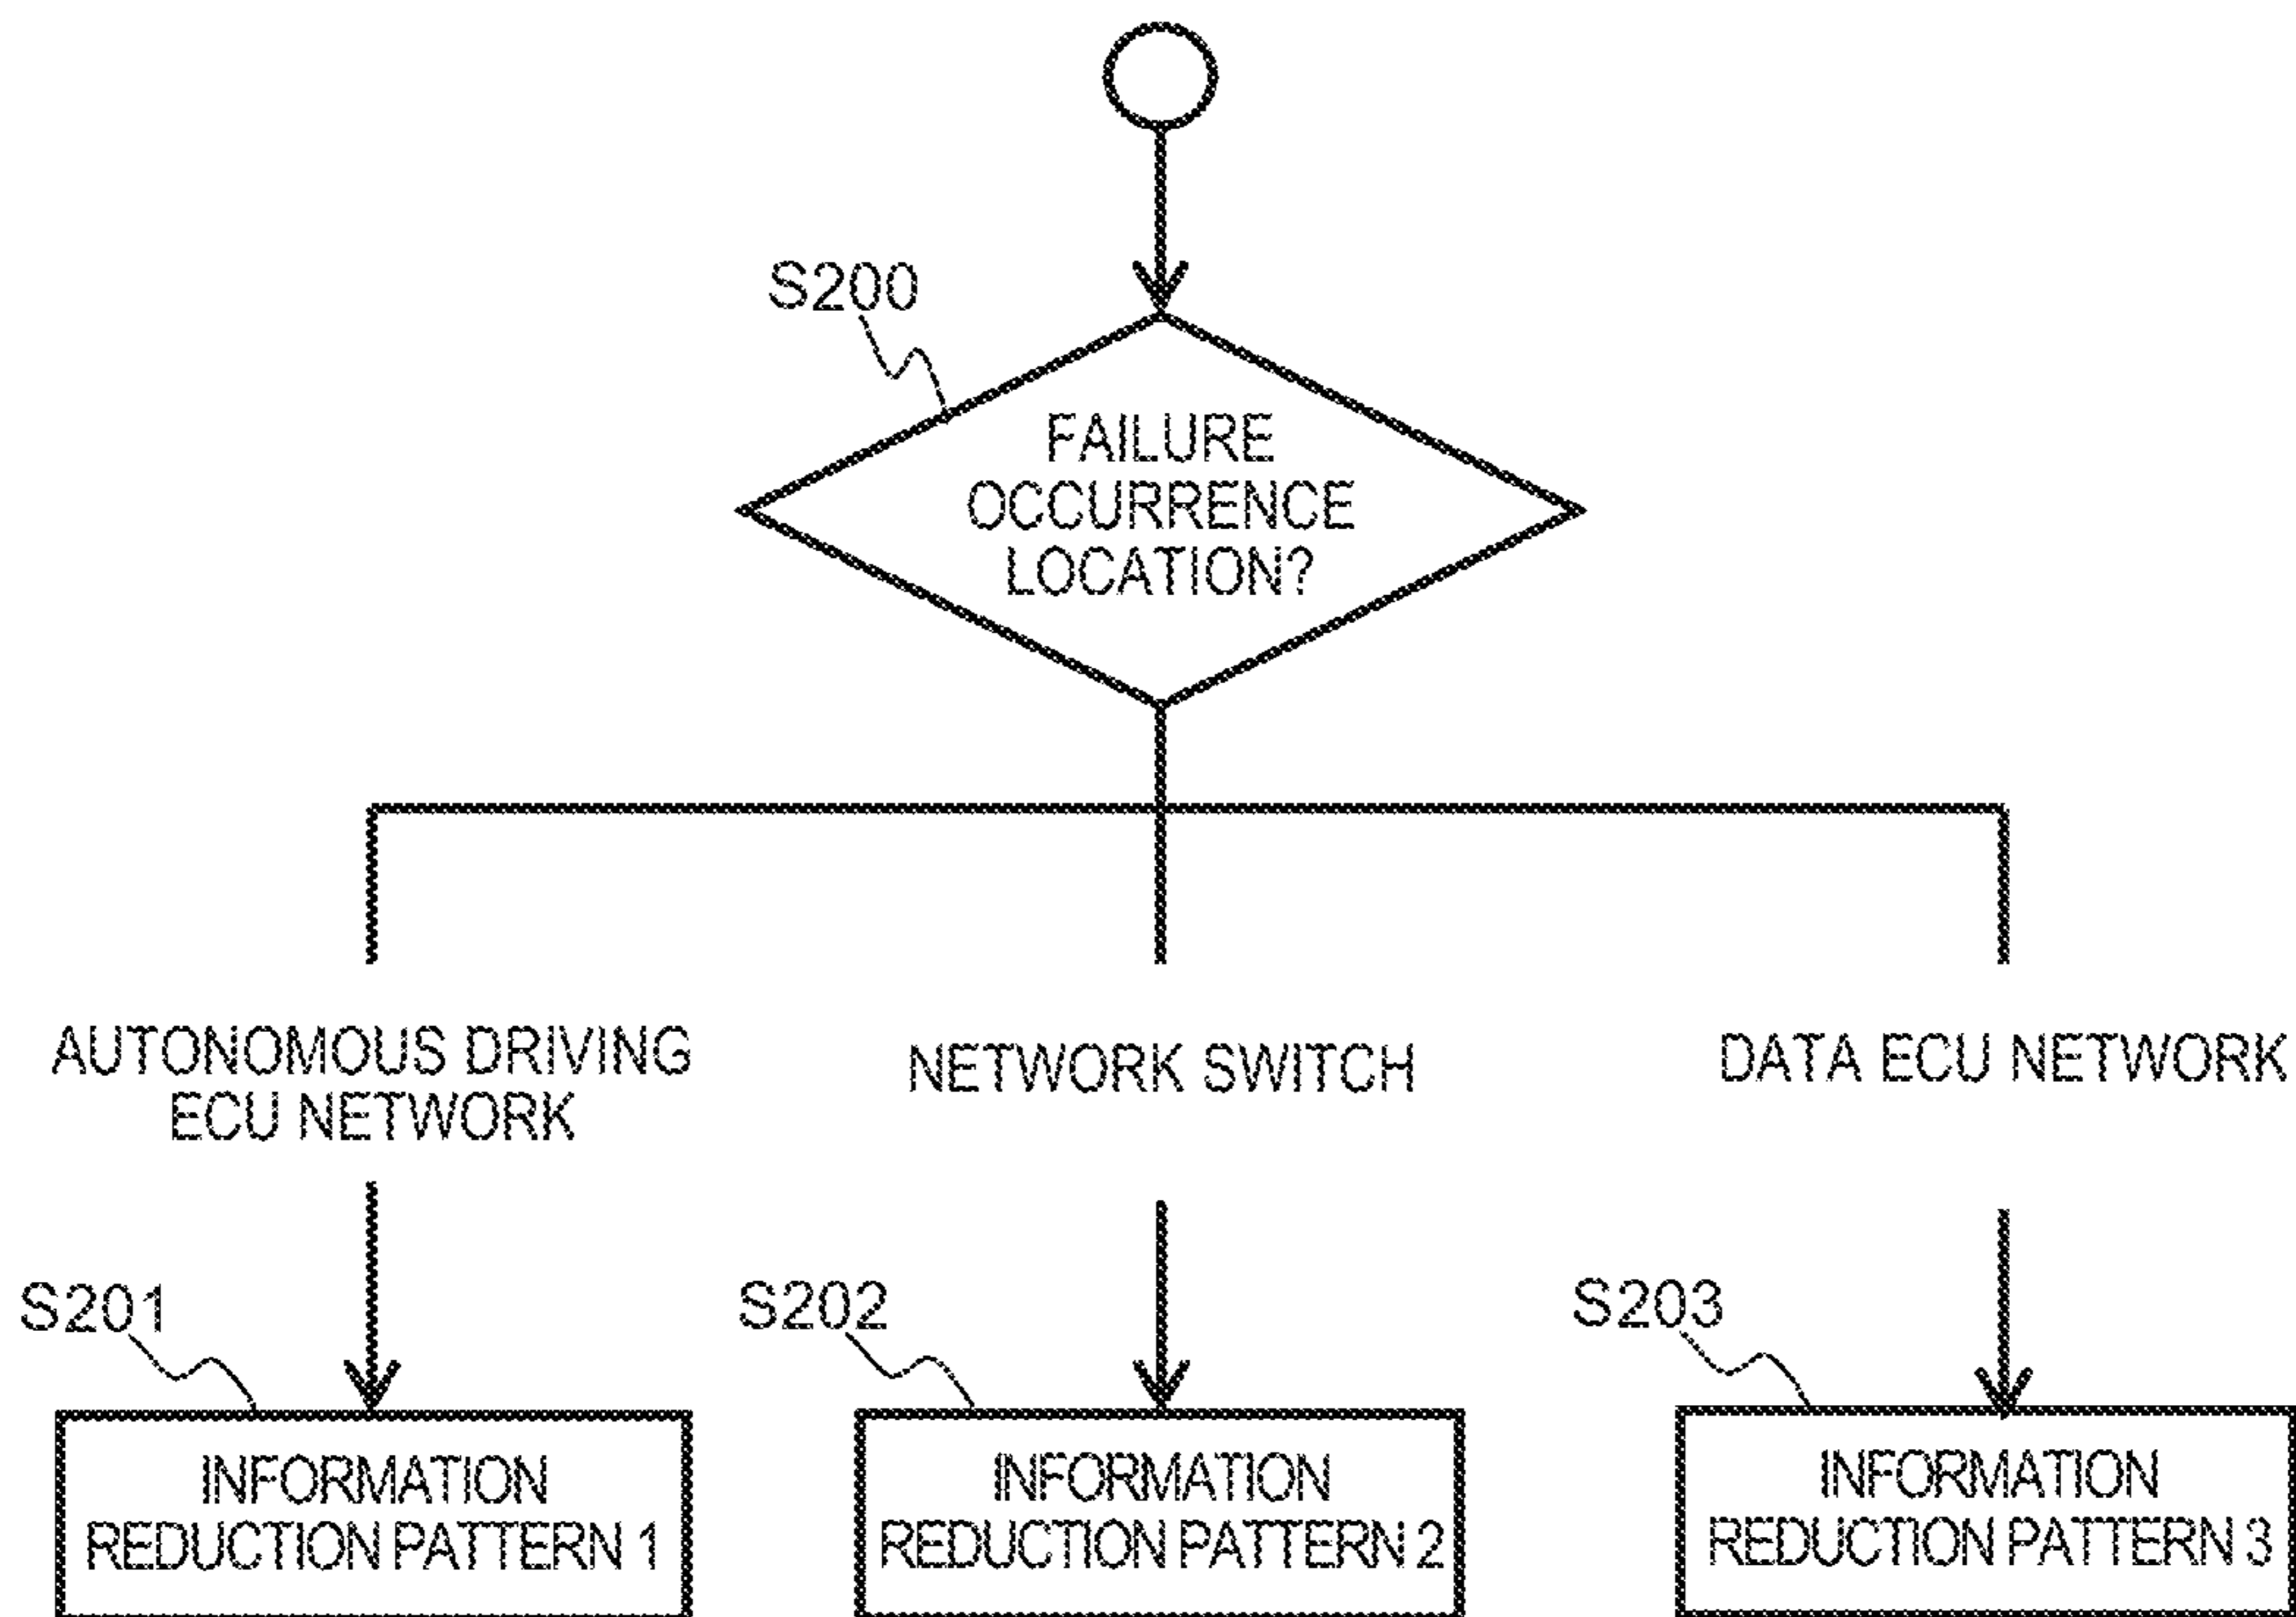 S200
FAILURE
OCCURRENCE
LOCATION?
AUTONOMOUS DRIVING
ECU NETWORK
NETWORK SWITCH
DATA ECU NETWORK
S201
S202
S203
INFORMATION
REDUCTION PATTERN 1
INFORMATION
REDUCTION PATTERN 2
INFORMATION
REDUCTION PATTERN 3